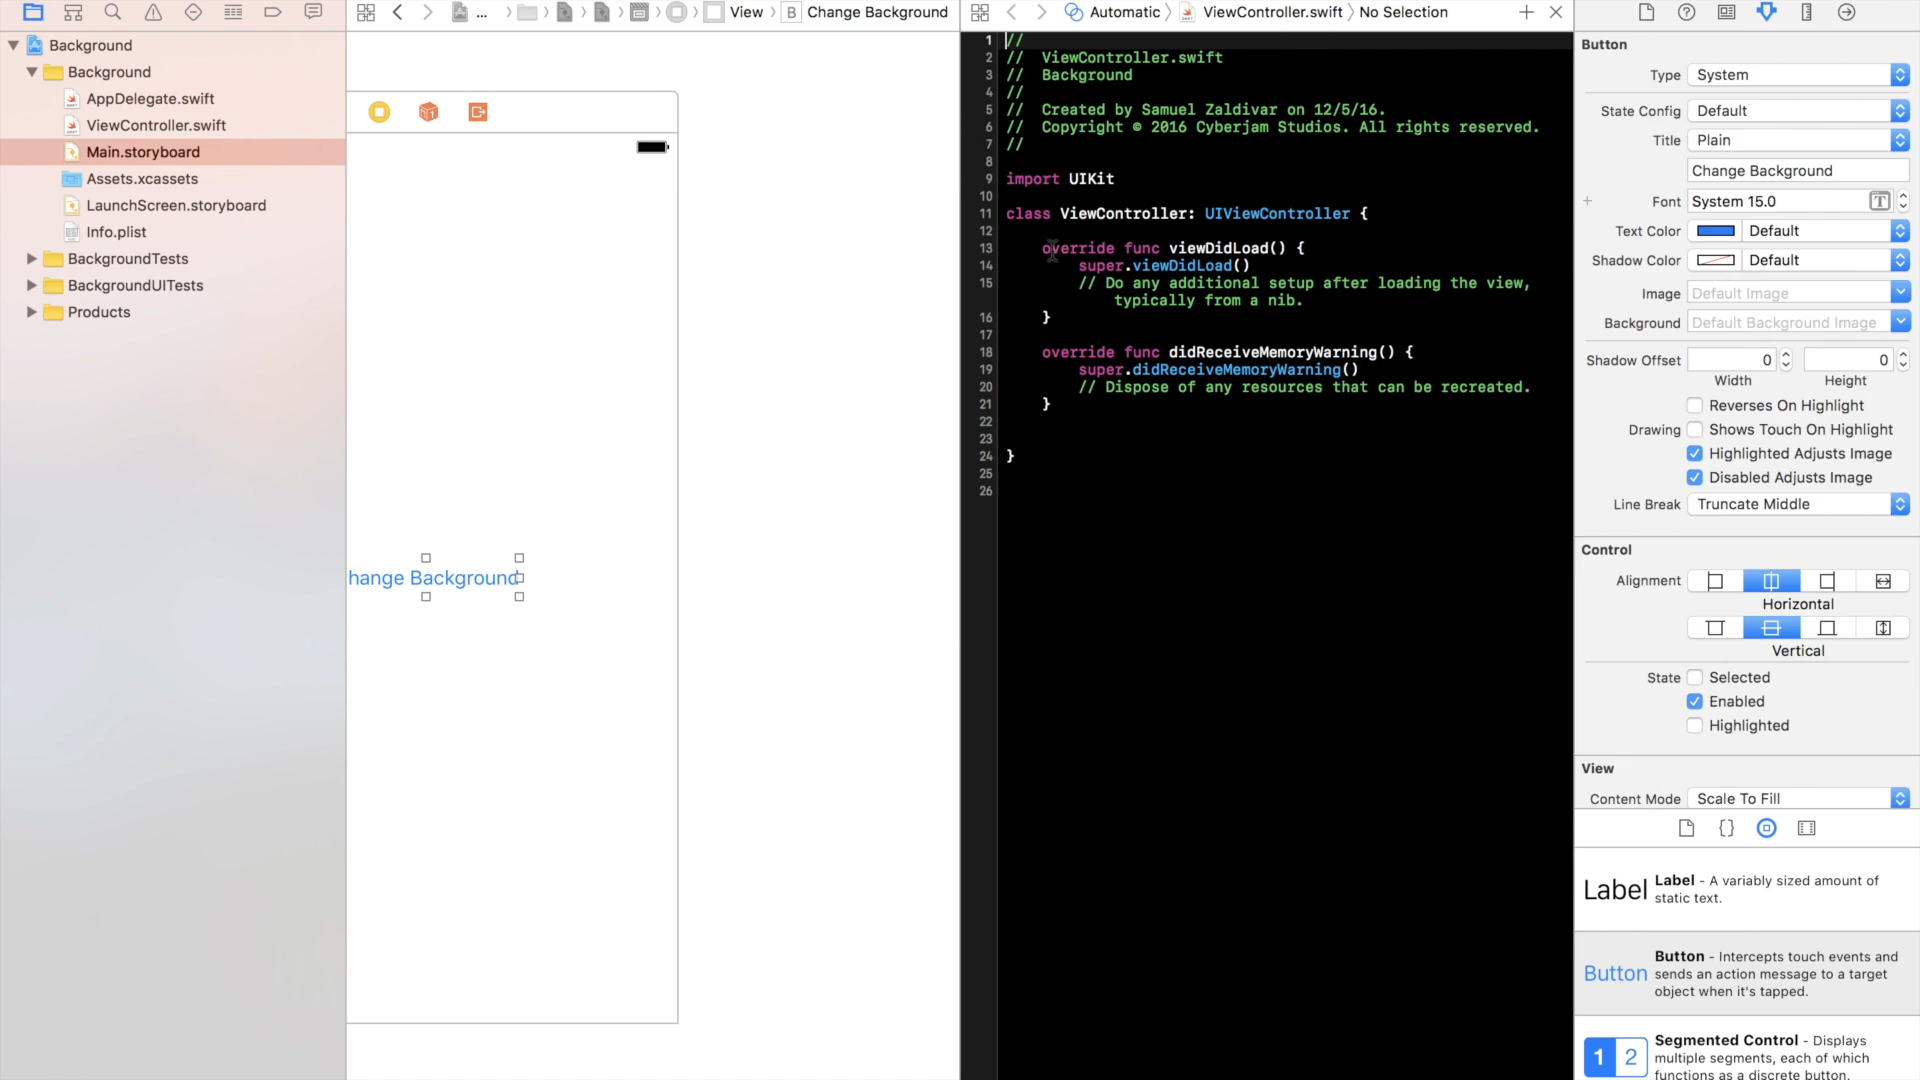 Background
Background
AppDelegate.swift
ViewController.swift
Main.storyboard
Assets.xcassets
LaunchScreen.storyboard
Info.plist
BackgroundTests
BackgroundUITests
Products
... View B Change Background
hange Background
Automatic ViewController.swift No Selection
1 //
2 // ViewController.swift
3 // Background
4 //
5 // Created by Samuel Zaldivar on 12/5/16.
6 // Copyright © 2016 Cyberjam Studios. All rights reserved.
7 //
8
9 import UIKit
10
11 class ViewController: UIViewController {
12
13 override func viewDidLoad() {
14 super.viewDidLoad()
15 // Do any additional setup after loading the view,
typically from a nib.
16 }
17
18 override func didReceiveMemoryWarning() {
19 super.didReceiveMemoryWarning()
20 // Dispose of any resources that can be recreated.
21 }
22
23
24 }
25
26
Button
Type System
State Config Default
Title Plain
Change Background
Font System 15.0
Text Color Default
Shadow Color Default
Image Default Image
Background Default Background Image
Shadow Offset 0 0
Width Height
Reverses On Highlight
Drawing Shows Touch On Highlight
Highlighted Adjusts Image
Disabled Adjusts Image
Line Break Truncate Middle
Control
Alignment
Horizontal
Vertical
State Selected
Enabled
Highlighted
View
Content Mode Scale To Fill
Label Label - A variably sized amount of
static text.
Button Button - Intercepts touch events and
sends an action message to a target
object when it's tapped.
1 2 Segmented Control - Displays
multiple segments, each of which
functions as a discrete button.